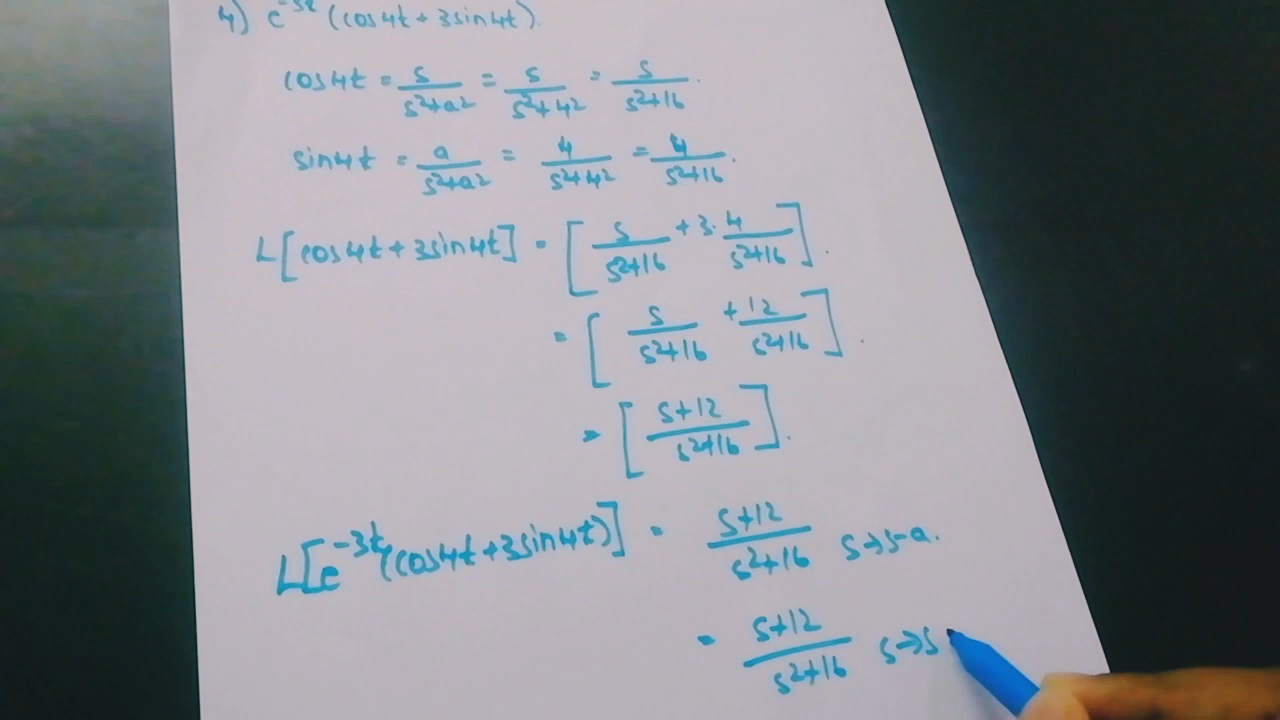 4) e^-3t (cos4t + 3sin4t).
cos4t = s/(s²+a²) = s/(s²+4²) = s/(s²+16).
sin4t = a/(s²+a²) = 4/(s²+4²) = 4/(s²+16).
L[cos4t + 3sin4t] = [s/(s²+16) + 3·4/(s²+16)].
= [s/(s²+16) + 12/(s²+16)].
= [(s+12)/(s²+16)].
L[e^-3t (cos4t + 3sin4t)] = (s+12)/(s²+16) s→s-a.
= (s+12)/(s²+16) s→s